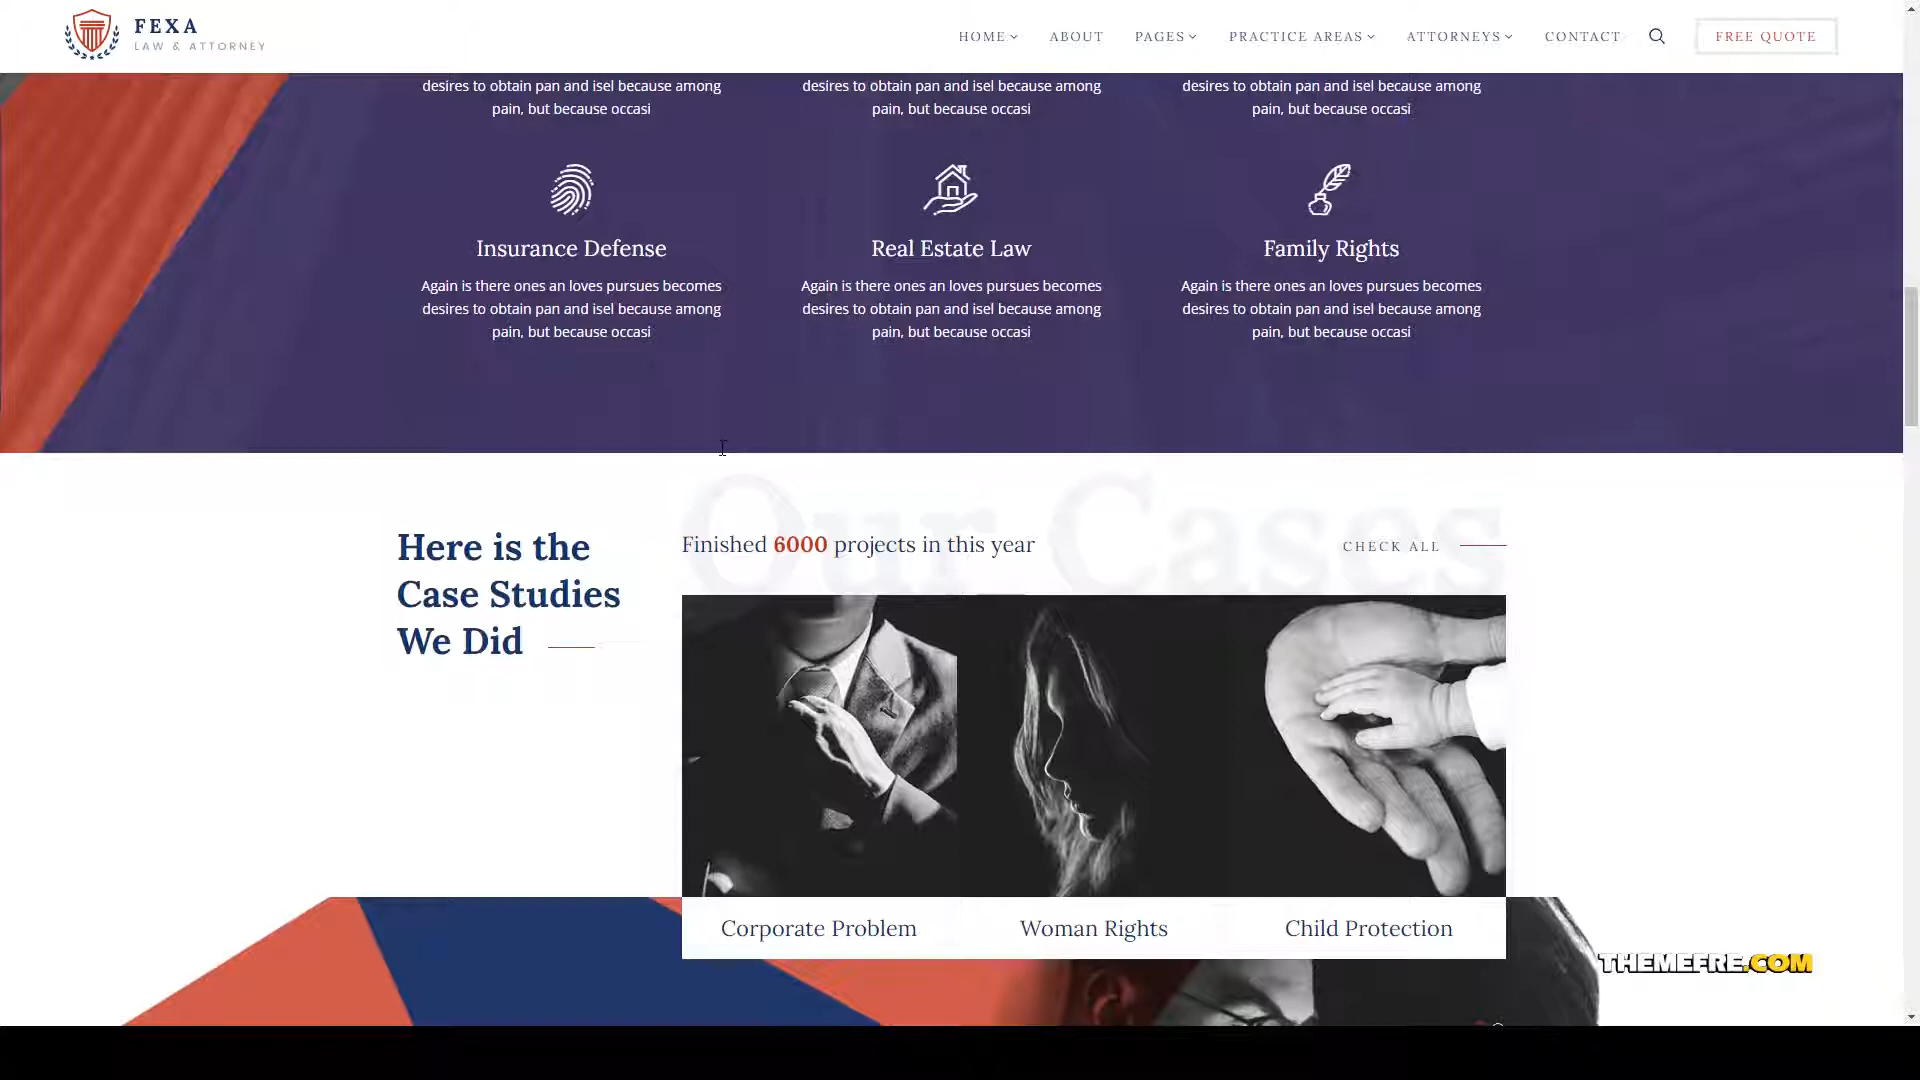 FEXA
LAW & ATTORNEY
HOME
ABOUT
PAGES
PRACTICE AREAS
ATTORNEYS
CONTACT
FREE QUOTE
desires to obtain pan and isel because among
pain, but because occasi
desires to obtain pan and isel because among
pain, but because occasi
desires to obtain pan and isel because among
pain, but because occasi
Insurance Defense
Again is there ones an loves pursues becomes
desires to obtain pan and isel because among
pain, but because occasi
Real Estate Law
Again is there ones an loves pursues becomes
desires to obtain pan and isel because among
pain, but because occasi
Family Rights
Again is there ones an loves pursues becomes
desires to obtain pan and isel because among
pain, but because occasi
Our Cases
Here is the
Case Studies
We Did
Finished 6000 projects in this year
CHECK ALL
Corporate Problem
Woman Rights
Child Protection
THEMEFRE.COM